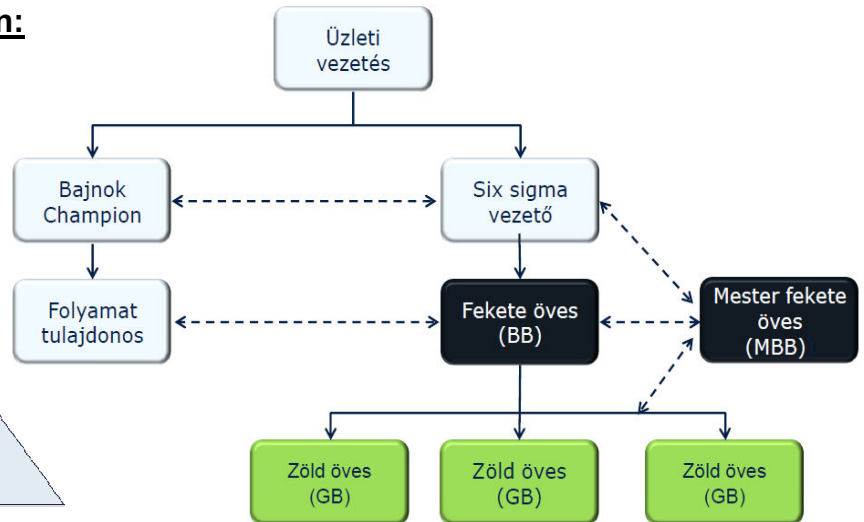 n:
Üzleti
vezetés
Bajnok
Champion
Six sigma
vezető
Folyamat
tulajdonos
Fekete öves
(BB)
Mester fekete
öves
(MBB)
Zöld öves
(GB)
Zöld öves
(GB)
Zöld öves
(GB)